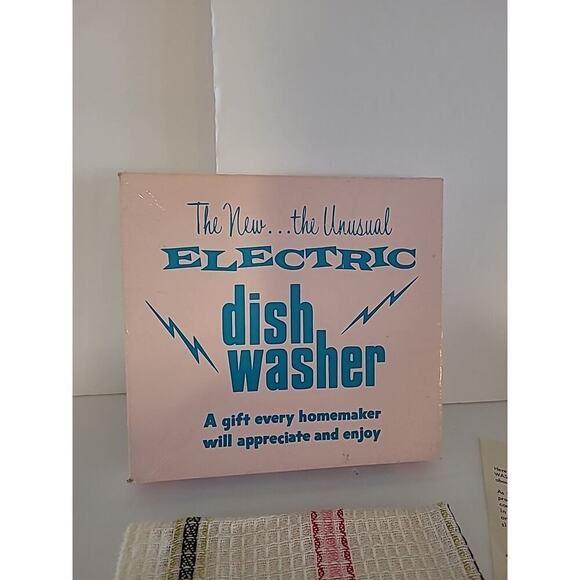 The New...the Unusual
ELECTRIC
dish
washer
A gift every homemaker
will appreciate and enjoy